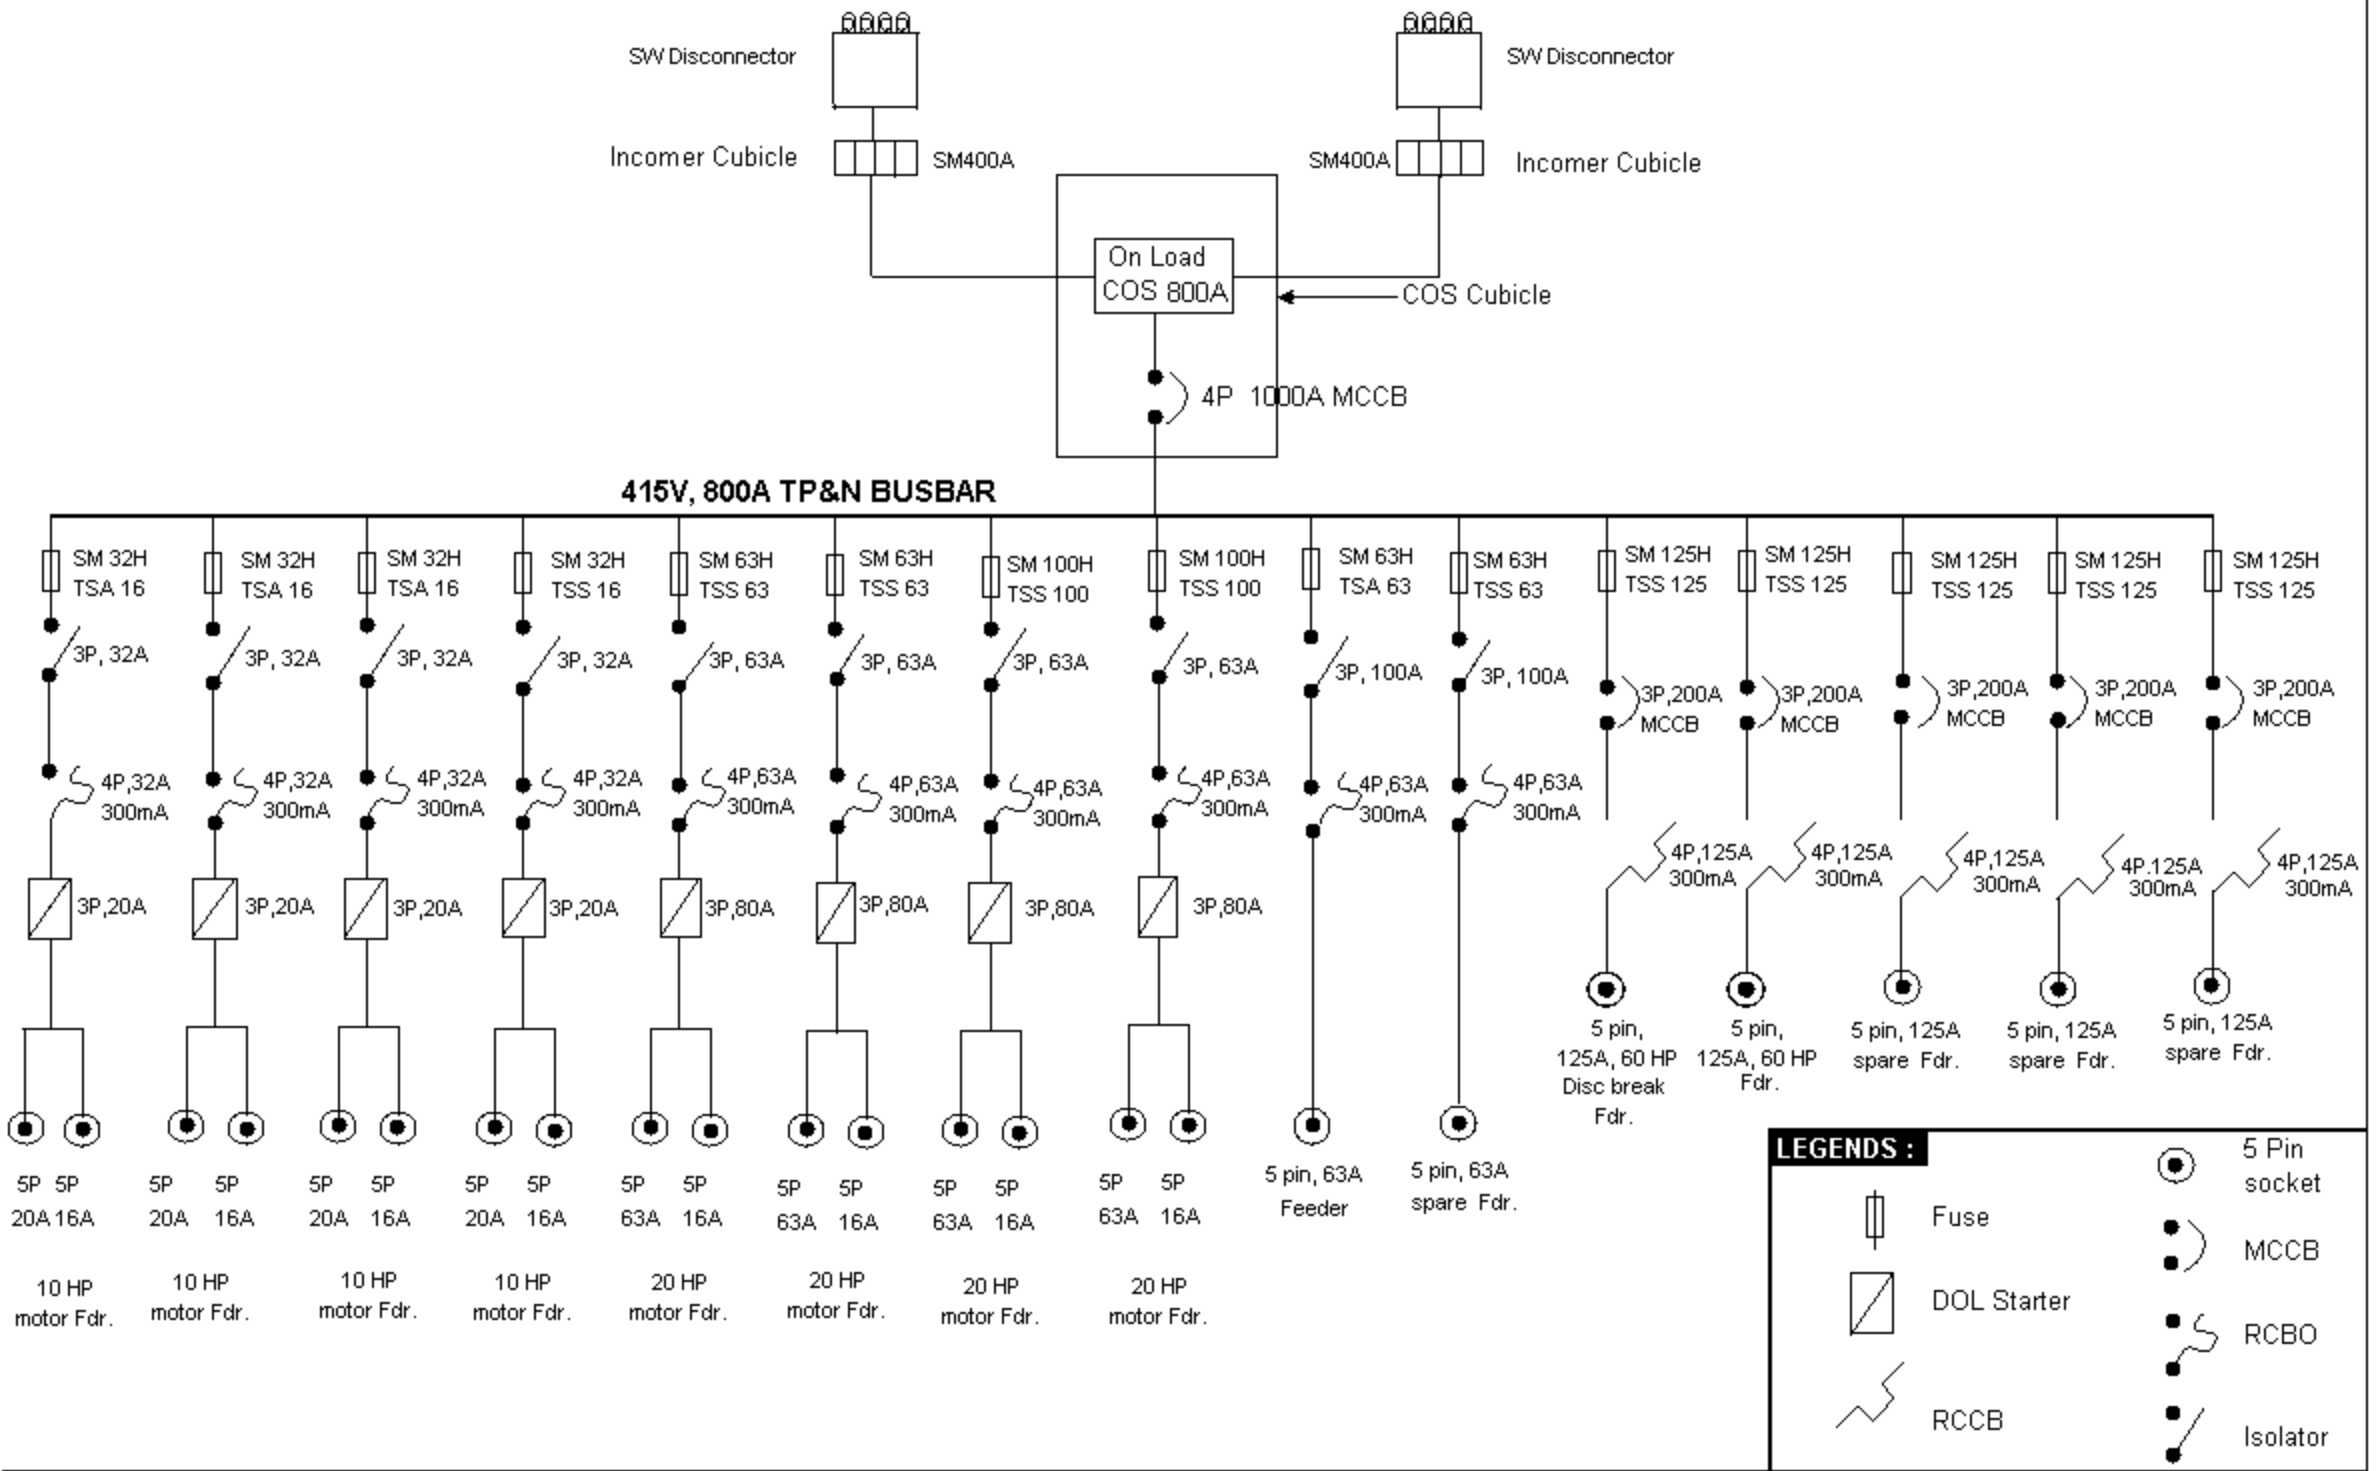 SW Disconnector
SW Disconnector
Incomer Cubicle
SM400A
SM400A
Incomer Cubicle
On Load
COS 800A
COS Cubicle
4P 1000A MCCB
415V, 800A TP&N BUSBAR
SM 32H
TSA 16
SM 32H
TSA 16
SM 32H
TSA 16
SM 32H
TSS 16
SM 63H
TSS 63
SM 63H
TSS 63
SM 100H
TSS 100
SM 100H
TSS 100
SM 63H
TSA 63
SM 63H
TSS 63
SM 125H
TSS 125
SM 125H
TSS 125
SM 125H
TSS 125
SM 125H
TSS 125
SM 125H
TSS 125
3P, 32A
3P, 32A
3P, 32A
3P, 32A
3P, 63A
3P, 63A
3P, 63A
3P, 63A
3P, 100A
3P, 100A
3P,200A
MCCB
3P,200A
MCCB
3P,200A
MCCB
3P,200A
MCCB
3P,200A
MCCB
4P,32A
300mA
4P,32A
300mA
4P,32A
300mA
4P,32A
300mA
4P,63A
300mA
4P,63A
300mA
4P,63A
300mA
4P,63A
300mA
4P,63A
300mA
4P,63A
300mA
4P,125A
300mA
4P,125A
300mA
4P,125A
300mA
4P.125A
300mA
4P,125A
300mA
3P,20A
3P,20A
3P,20A
3P,20A
3P,80A
3P,80A
3P,80A
3P,80A
5 pin,
125A, 60 HP
Disc break
Fdr.
5 pin,
125A, 60 HP
Fdr.
5 pin, 125A
spare Fdr.
5 pin, 125A
spare Fdr.
5 pin, 125A
spare Fdr.
5P 5P
20A 16A
5P 5P
20A 16A
5P 5P
20A 16A
5P 5P
20A 16A
5P 5P
63A 16A
5P 5P
63A 16A
5P 5P
63A 16A
5P 5P
63A 16A
5 pin, 63A
Feeder
5 pin, 63A
spare Fdr.
10 HP
motor Fdr.
10 HP
motor Fdr.
10 HP
motor Fdr.
10 HP
motor Fdr.
20 HP
motor Fdr.
20 HP
motor Fdr.
20 HP
motor Fdr.
20 HP
motor Fdr.
LEGENDS :
Fuse
DOL Starter
RCCB
5 Pin
socket
MCCB
RCBO
Isolator